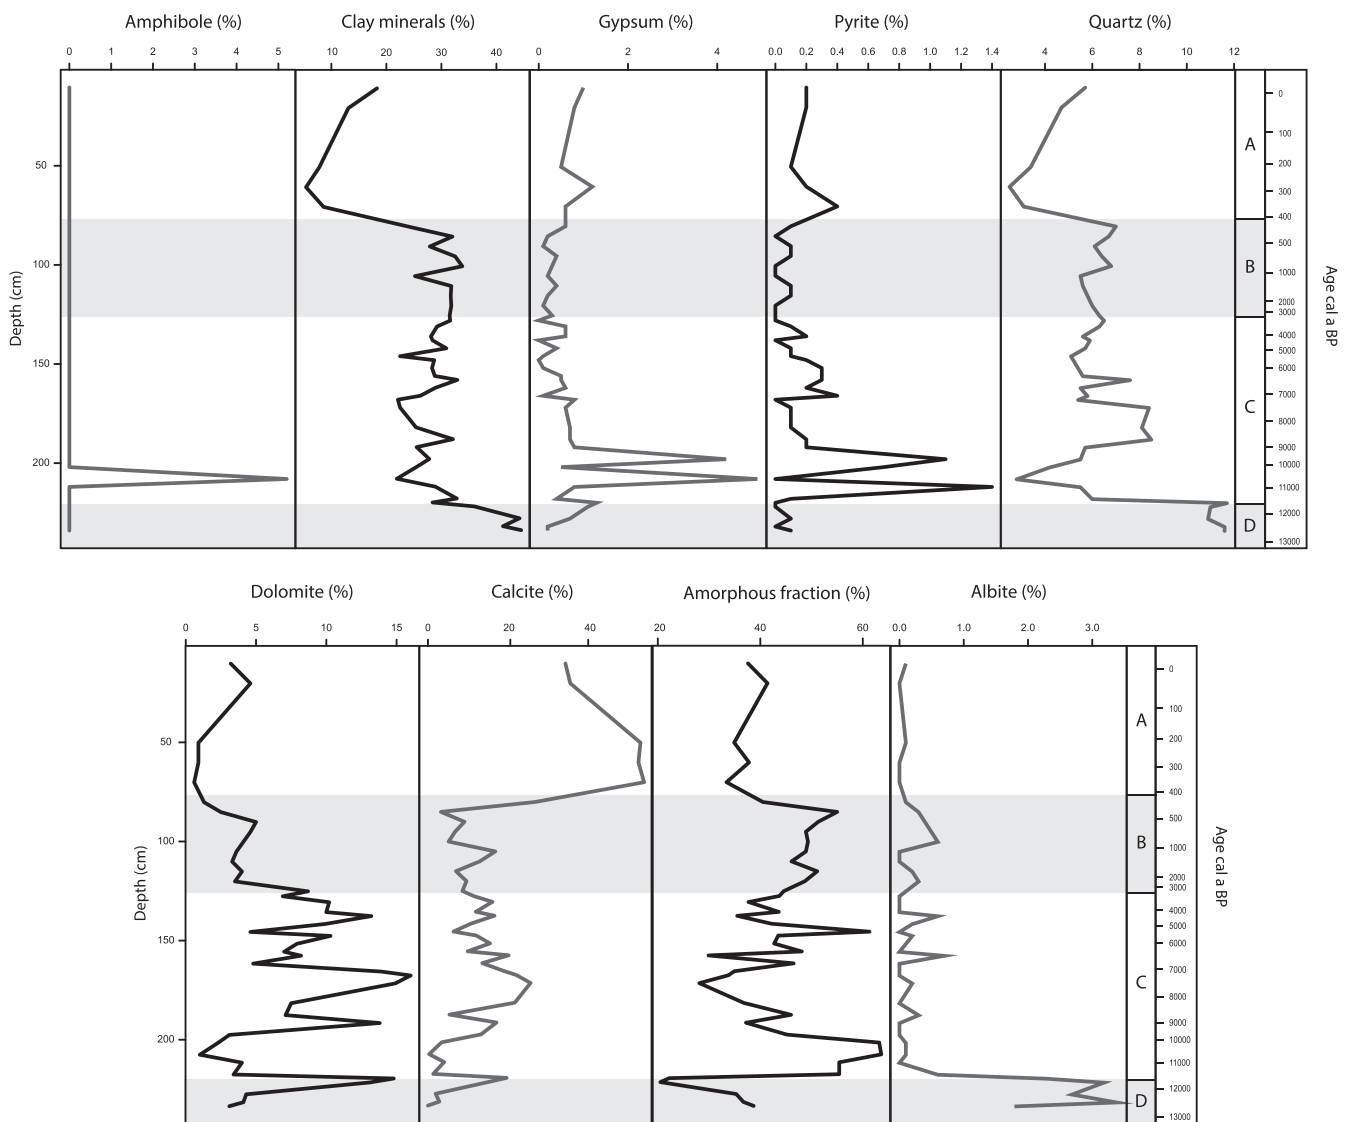 Amphibole (%) Clay minerals (%) Gypsum (%) Pyrite (%) Quartz (%)
0 1 2 3 4 5 10 20 30 40 0 2 4 0.0 0.2 0.4 0.6 0.8 1.0 1.2 1.4 4 6 8 10 12
Depth (cm)
50
100
150
200
A
B
C
D
0
100
200
300
400
500
1000
2000
3000
4000
5000
6000
7000
8000
9000
10000
11000
12000
13000
Age cal a BP
Dolomite (%) Calcite (%) Amorphous fraction (%) Albite (%)
0 5 10 15 0 20 40 20 40 60 0.0 1.0 2.0 3.0
Depth (cm)
50
100
150
200
A
B
C
D
0
100
200
300
400
500
1000
2000
3000
4000
5000
6000
7000
8000
9000
10000
11000
12000
13000
Age cal a BP